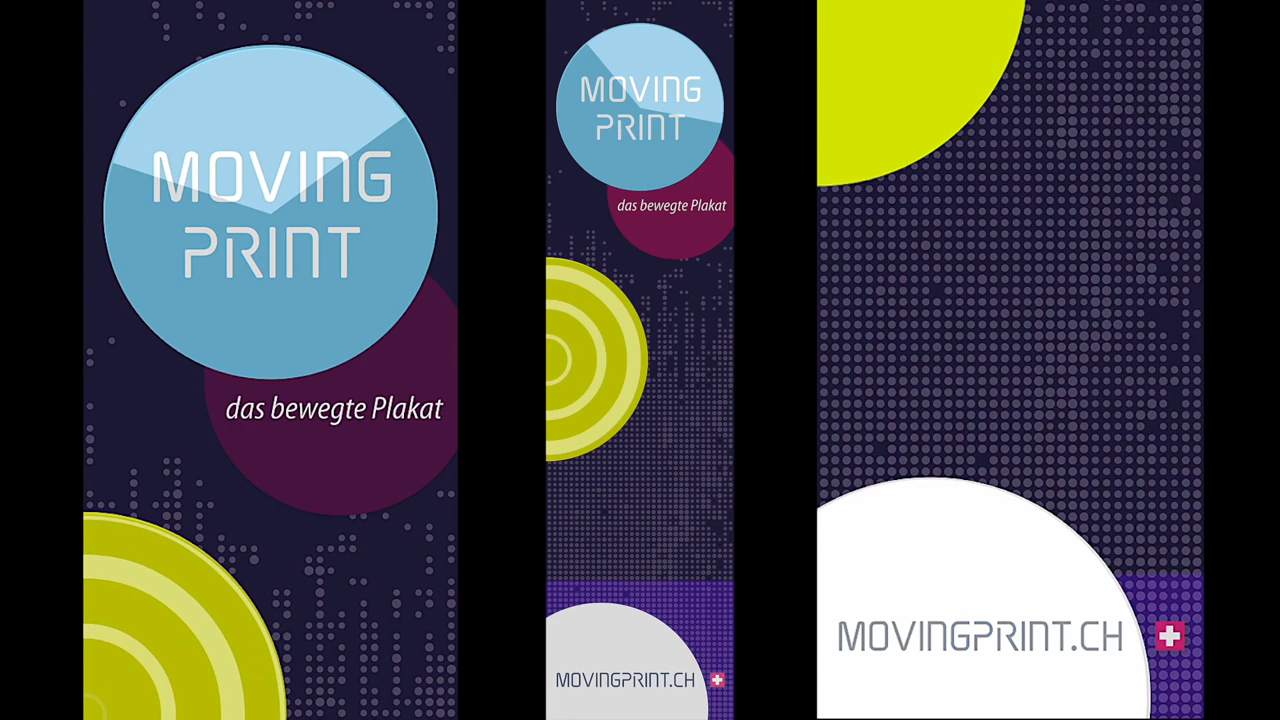 MOVING
PRINT
das bewegte Plakat
MOVING
PRINT
das bewegte Plakat
MOVINGPRINT.CH
MOVINGPRINT.CH